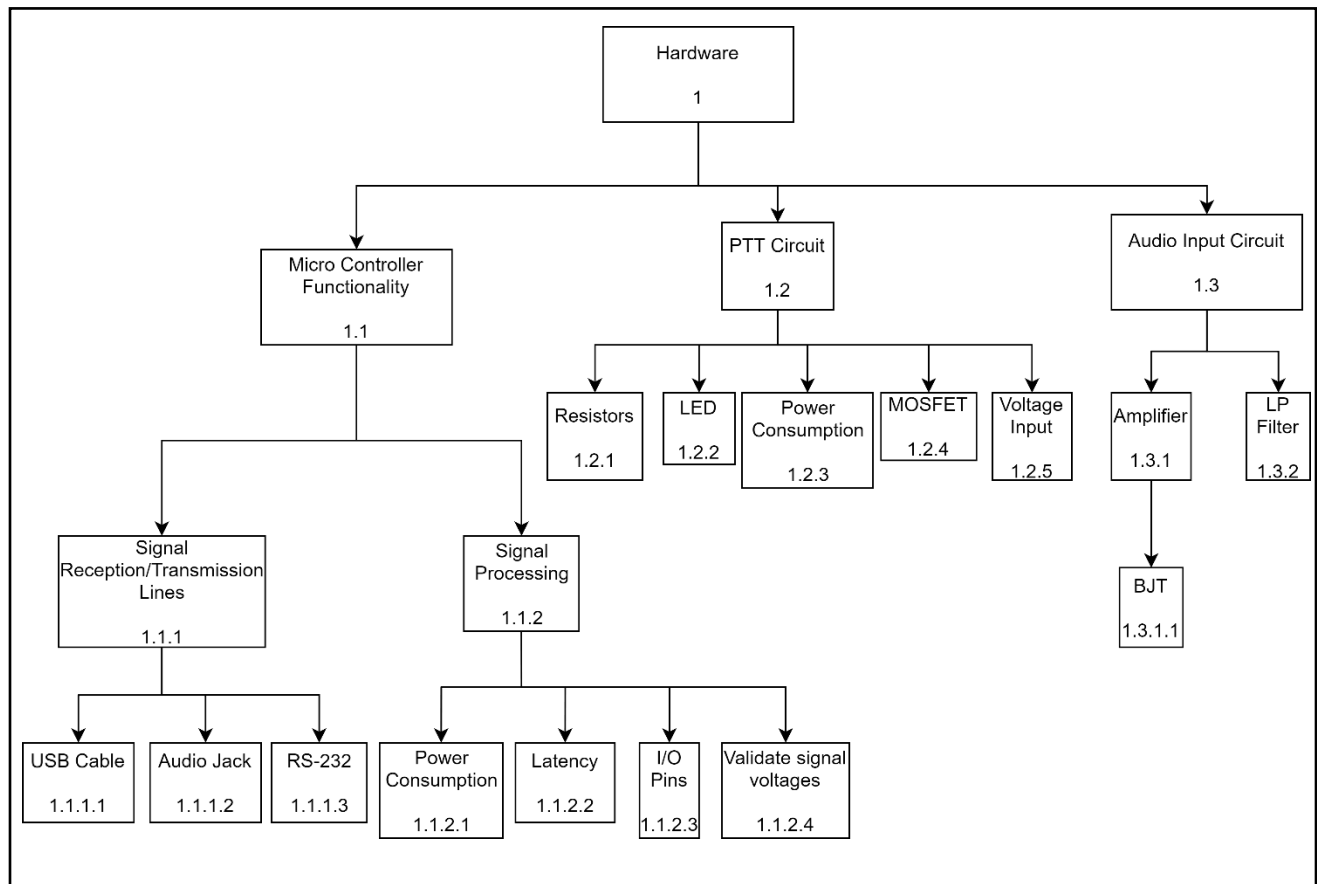 Hardware
1
Micro Controller
Functionality
1.1
PTT Circuit
1.2
Audio Input Circuit
1.3
Resistors
1.2.1
LED
1.2.2
Power
Consumption
1.2.3
MOSFET
1.2.4
Voltage
Input
1.2.5
Amplifier
1.3.1
LP
Filter
1.3.2
Signal
Reception/Transmission
Lines
1.1.1
Signal
Processing
1.1.2
BJT
1.3.1.1
USB Cable
1.1.1.1
Audio Jack
1.1.1.2
RS-232
1.1.1.3
Power
Consumption
1.1.2.1
Latency
1.1.2.2
I/O
Pins
1.1.2.3
Validate signal
voltages
1.1.2.4